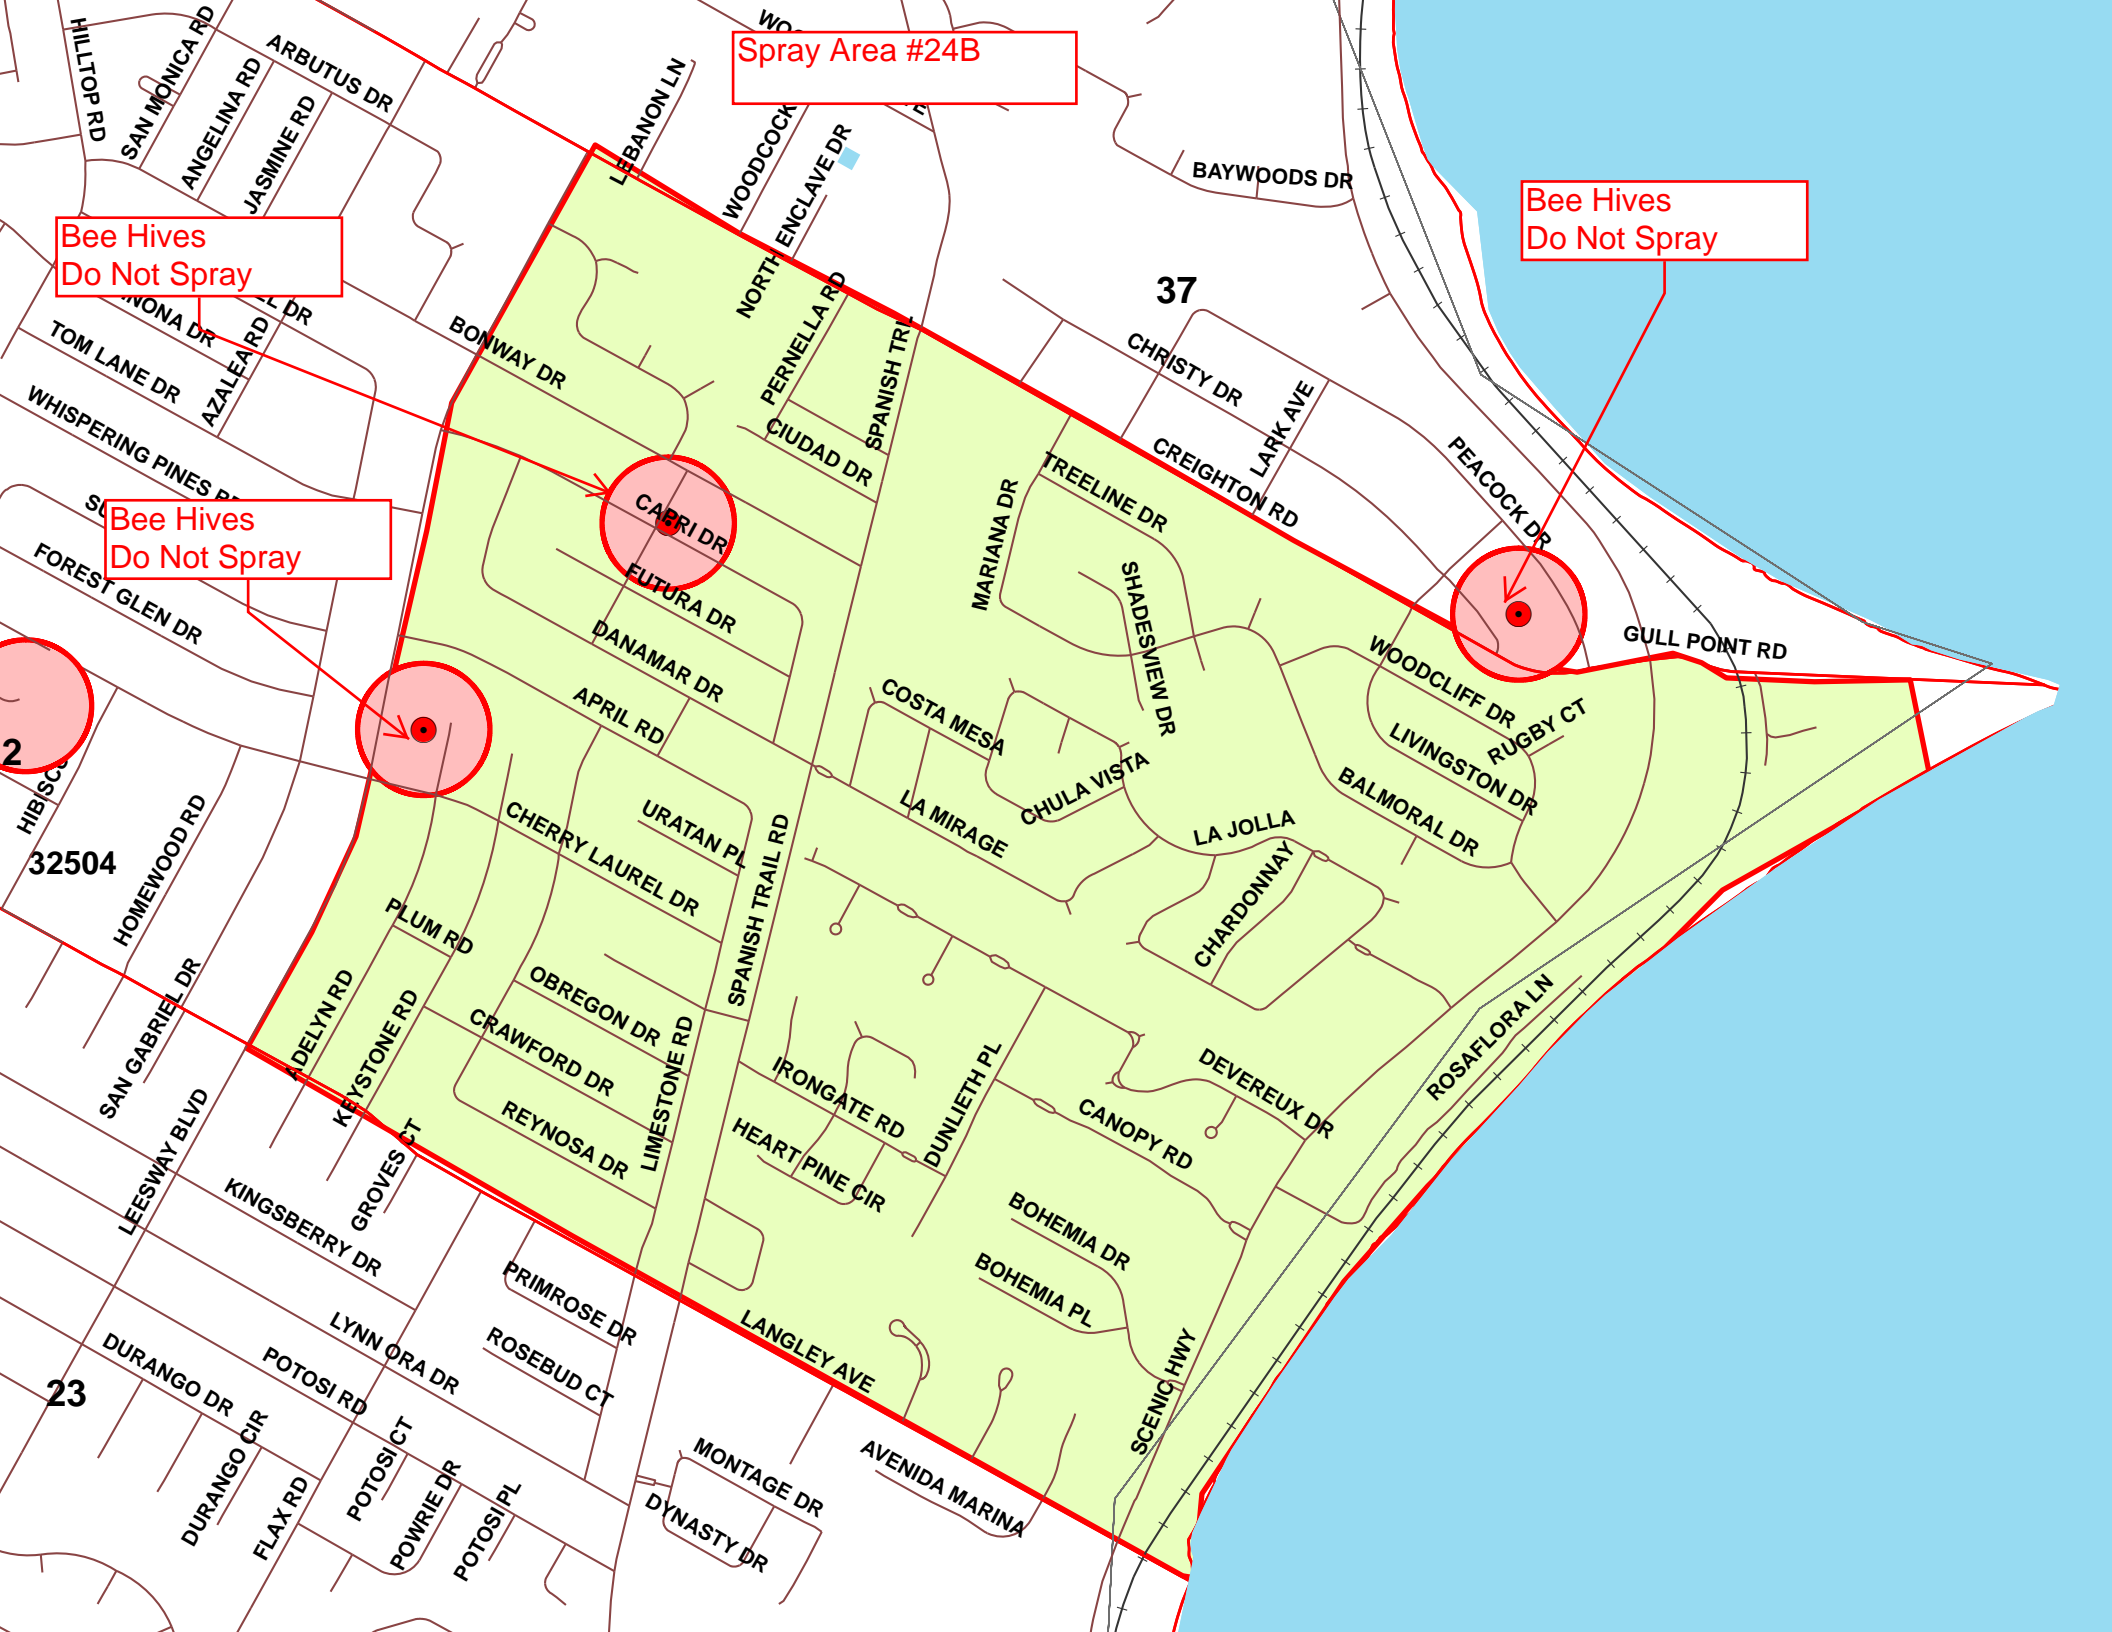 Spray Area #24B
Bee Hives
Do Not Spray
Bee Hives
Do Not Spray
Bee Hives
Do Not Spray
HILLTOP RD
SAN MONICA RD
ANGELINA RD
JASMINE RD
ARBUTUS DR
LEBANON LN
WOODCOCK
NORTH ENCLAVE DR
BAYWOODS DR
37
TOM LANE DR
AZALEA RD
BONWAY DR
PERNELLA RD
SPANISH TRL
CHRISTY DR
LARK AVE
WHISPERING PINES
CIUDAD DR
CREIGHTON RD
PEACOCK DR
TREELINE DR
MARIANA DR
CAPRI DR
FUTURA DR
FOREST GLEN DR
DANAMAR DR
SHADESVIEW DR
GULL POINT RD
WOODCLIFF DR
RUGBY CT
LIVINGSTON DR
BALMORAL DR
APRIL RD
COSTA MESA
CHULA VISTA
LA MIRAGE
LA JOLLA
CHARDONNAY
2
32504
HOMEWOOD RD
CHERRY LAUREL DR
URATAN PL
SPANISH TRAIL RD
PLUM RD
ADELYN RD
KEYSTONE RD
OBREGON DR
CRAWFORD DR
REYNOSA DR
LIMESTONE RD
IRONGATE RD
HEART PINE CIR
DUNLIETH PL
DEVEREUX DR
CANOPY RD
ROSAFLORA LN
SAN GABRIEL DR
LEESWAY BLVD
GROVES CT
KINGSBERRY DR
BOHEMIA DR
BOHEMIA PL
PRIMROSE DR
ROSEBUD CT
LANGLEY AVE
SCENIC HWY
LYNN ORA DR
DURANGO DR
POTOSI RD
23
DURANGO CIR
FLAX RD
POTOSI CT
POWRIE DR
POTOSI PL
MONTAGE DR
DYNASTY DR
AVENIDA MARINA